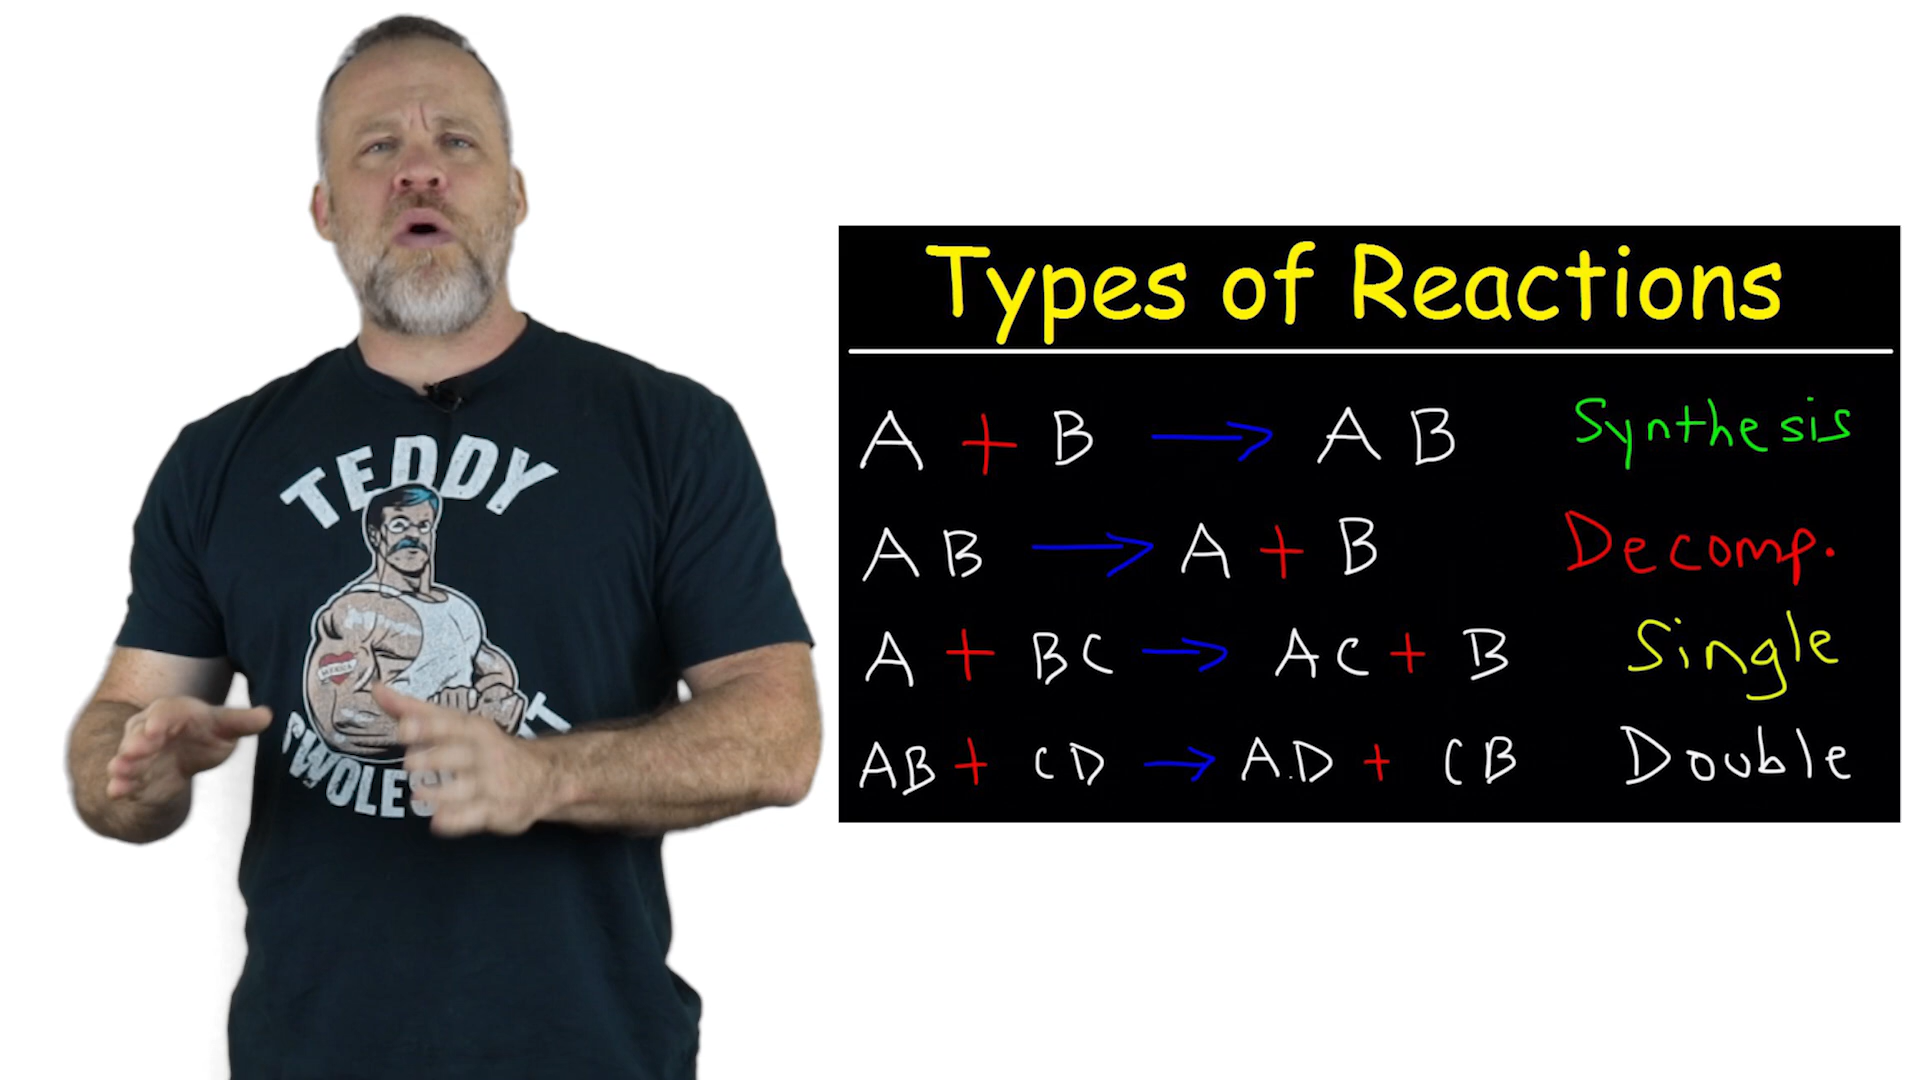 TEDDY
Types of Reactions
A + B → A B Synthesis
A B → A + B Decomp.
A + BC → AC + B Single
AB + CD → A.D + CB Double